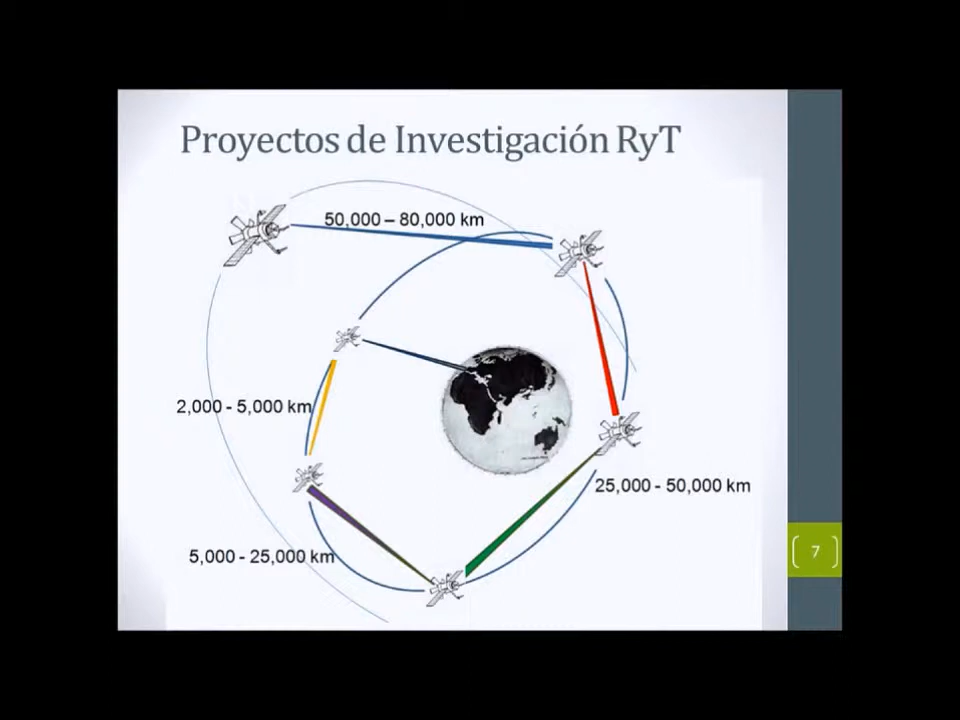 Proyectos de Investigación RyT
50,000 – 80,000 km
2,000 - 5,000 km
25,000 - 50,000 km
5,000 - 25,000 km
7